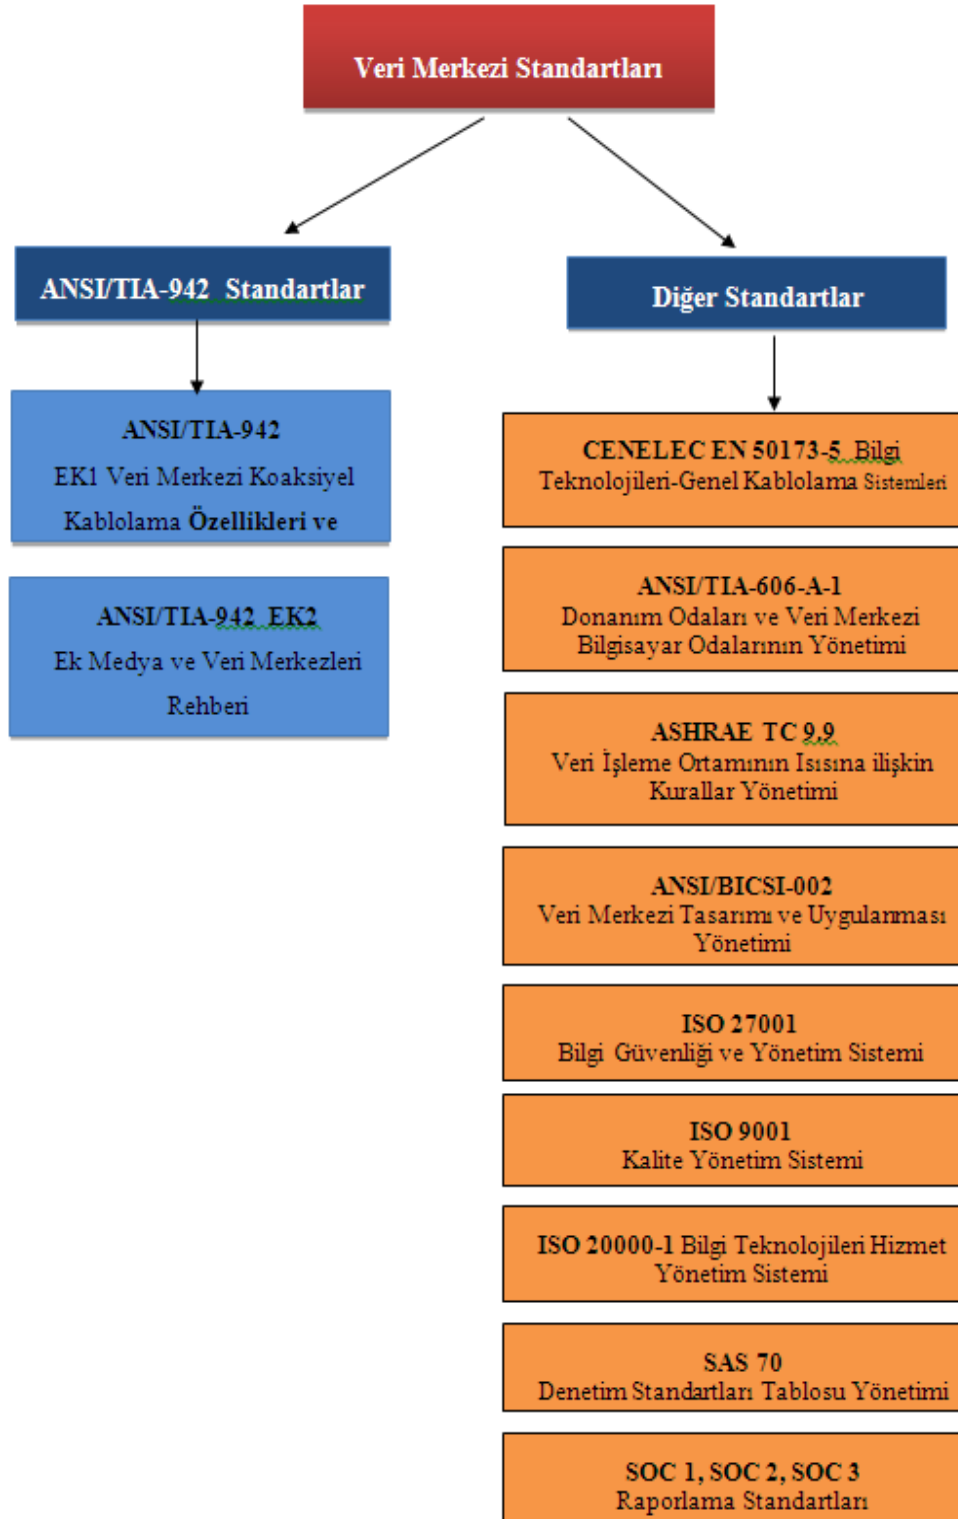 Veri Merkezi Standartları
ANSI/TIA-942 Standartlar
ANSI/TIA-942
EK1 Veri Merkezi Koaksiyel
Kablolama Özellikleri ve
ANSI/TIA-942 EK2
Ek Medya ve Veri Merkezleri
Rehberi
Diğer Standartlar
CENELEC EN 50173-5 Bilgi
Teknolojileri-Genel Kablolama Sistemleri
ANSI/TIA-606-A-1
Donanım Odaları ve Veri Merkezi
Bilgisayar Odalarının Yönetimi
ASHRAE TC 9.9
Veri İşleme Ortamının Isısına ilişkin
Kurallar Yönetimi
ANSI/BICSI-002
Veri Merkezi Tasarımı ve Uygulanması
Yönetimi
ISO 27001
Bilgi Güvenliği ve Yönetim Sistemi
ISO 9001
Kalite Yönetim Sistemi
ISO 20000-1 Bilgi Teknolojileri Hizmet
Yönetim Sistemi
SAS 70
Denetim Standartları Tablosu Yönetimi
SOC 1, SOC 2, SOC 3
Raporlama Standartları